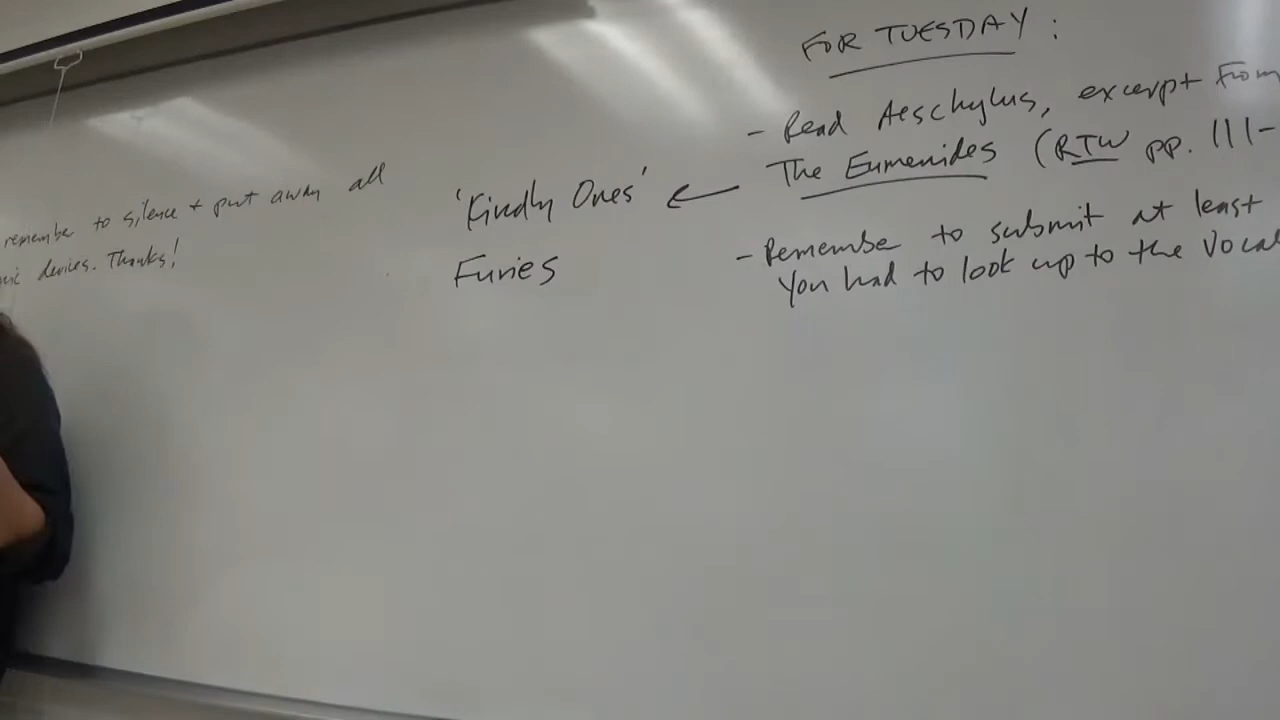 remember to silence + put away all
devices. Thanks!
'Kindly Ones' ←
Furies
FOR TUESDAY:
- Read Aeschylus, excerpt from
The Eumenides (RTW pp. 111-
- Remember to submit at least
you had to look up to the Vocab